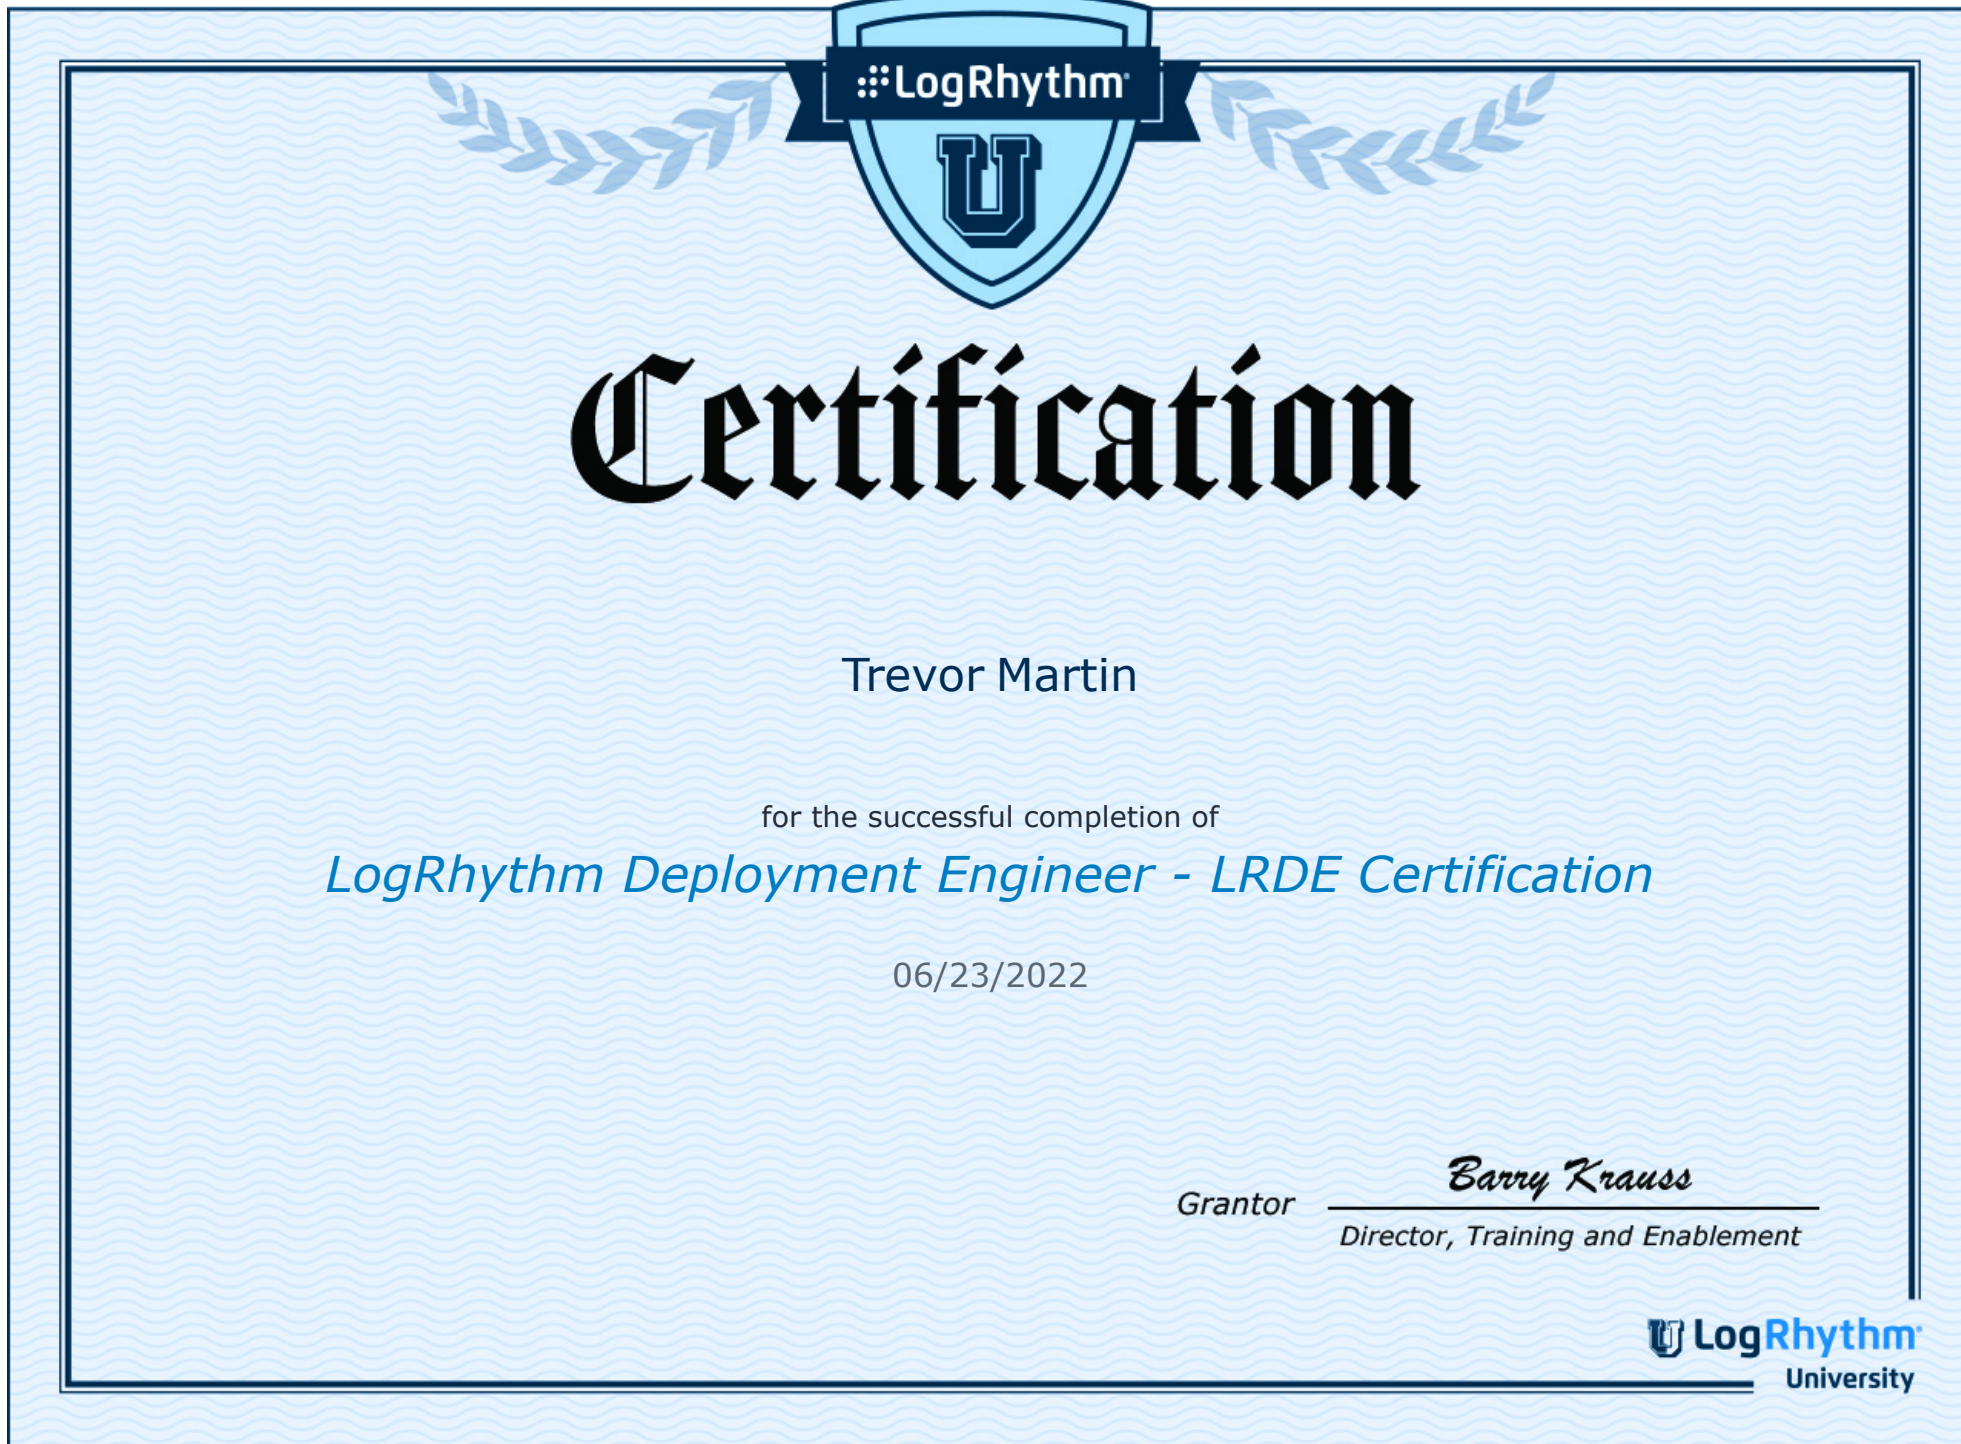 LogRhythm
U
Certification
Trevor Martin
for the successful completion of
LogRhythm Deployment Engineer - LRDE Certification
06/23/2022
Barry Krauss
Grantor
Director, Training and Enablement
U LogRhythm
University